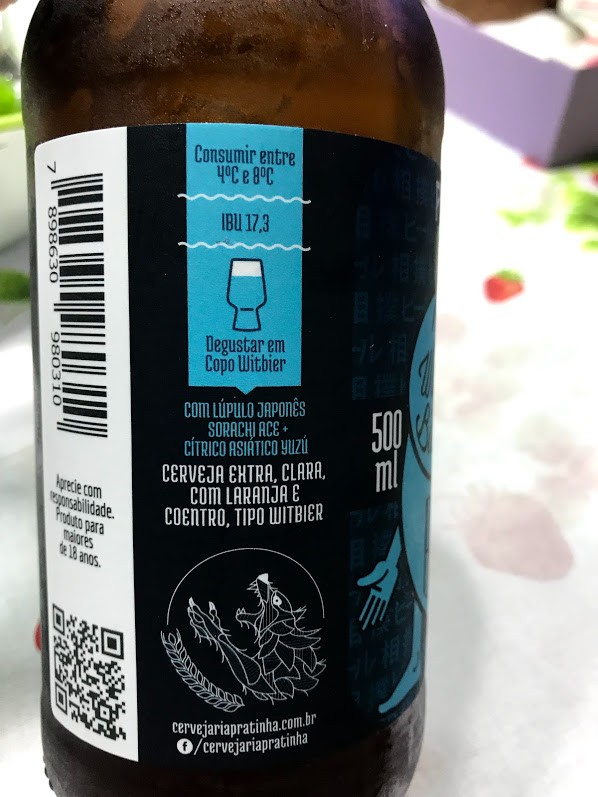 Consumir entre
4ºC e 8ºC
IBU 17,3
Degustar em
Copo Witbier
COM LÚPULO JAPONÊS
SORACHI ACE +
CÍTRICO ASIÁTICO YUZÚ
CERVEJA EXTRA, CLARA,
COM LARANJA E
COENTRO, TIPO WITBIER
cervejariapratinha.com.br
/cervejariapratinha
7 898630 980310
Aprecie com
responsabilidade.
Produto para
maiores
de 18 anos.
500
ml